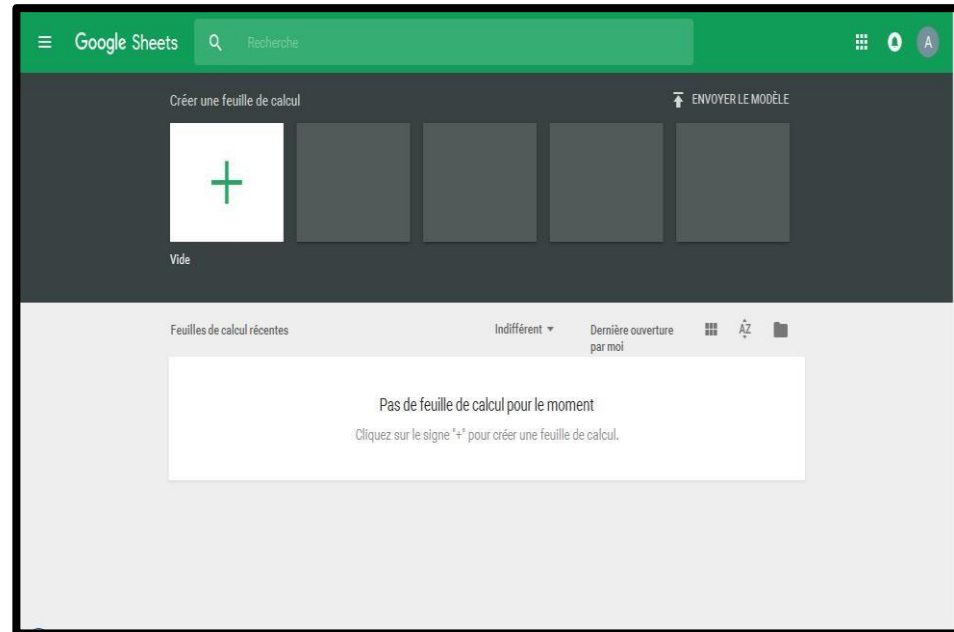 Google Sheets Recherche A
Créer une feuille de calcul ENVOYER LE MODÈLE
Vide
Feuilles de calcul récentes Indifférent Dernière ouverture AZ
par moi
Pas de feuille de calcul pour le moment
Cliquez sur le signe "+" pour créer une feuille de calcul.